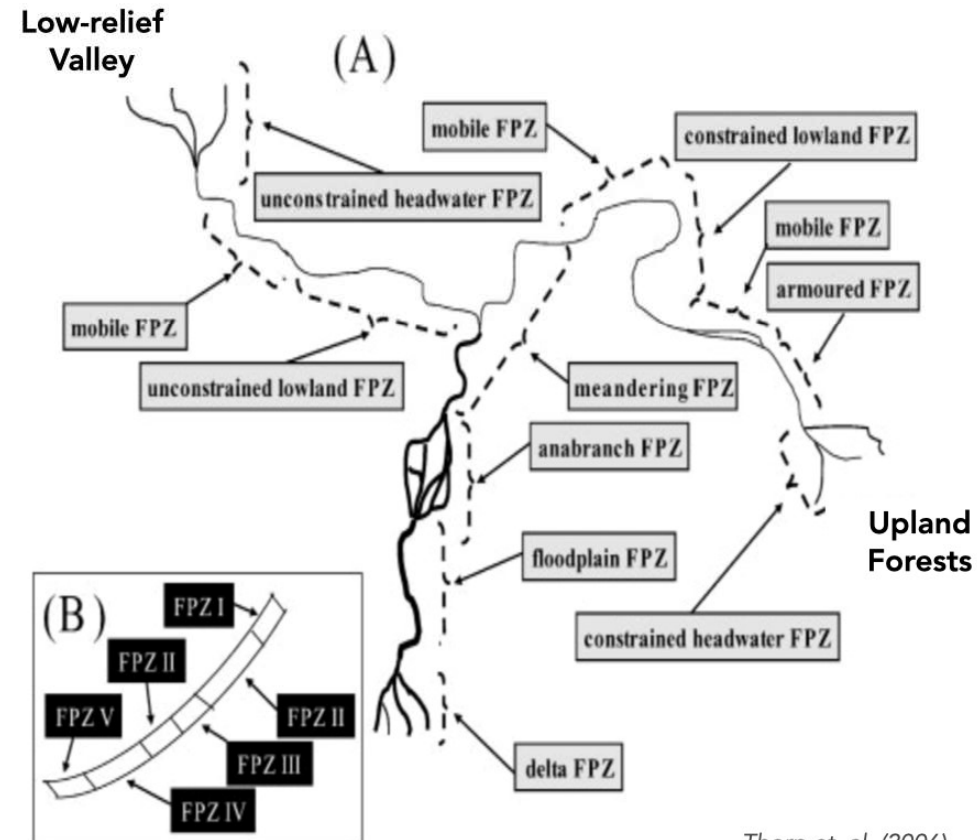 Low-relief
Valley
(A)
mobile FPZ
constrained lowland FPZ
unconstrained headwater FPZ
mobile FPZ
armoured FPZ
mobile FPZ
unconstrained lowland FPZ
meandering FPZ
anabranch FPZ
Upland
Forests
floodplain FPZ
constrained headwater FPZ
delta FPZ
(B)
FPZ I
FPZ II
FPZ V
FPZ II
FPZ III
FPZ IV